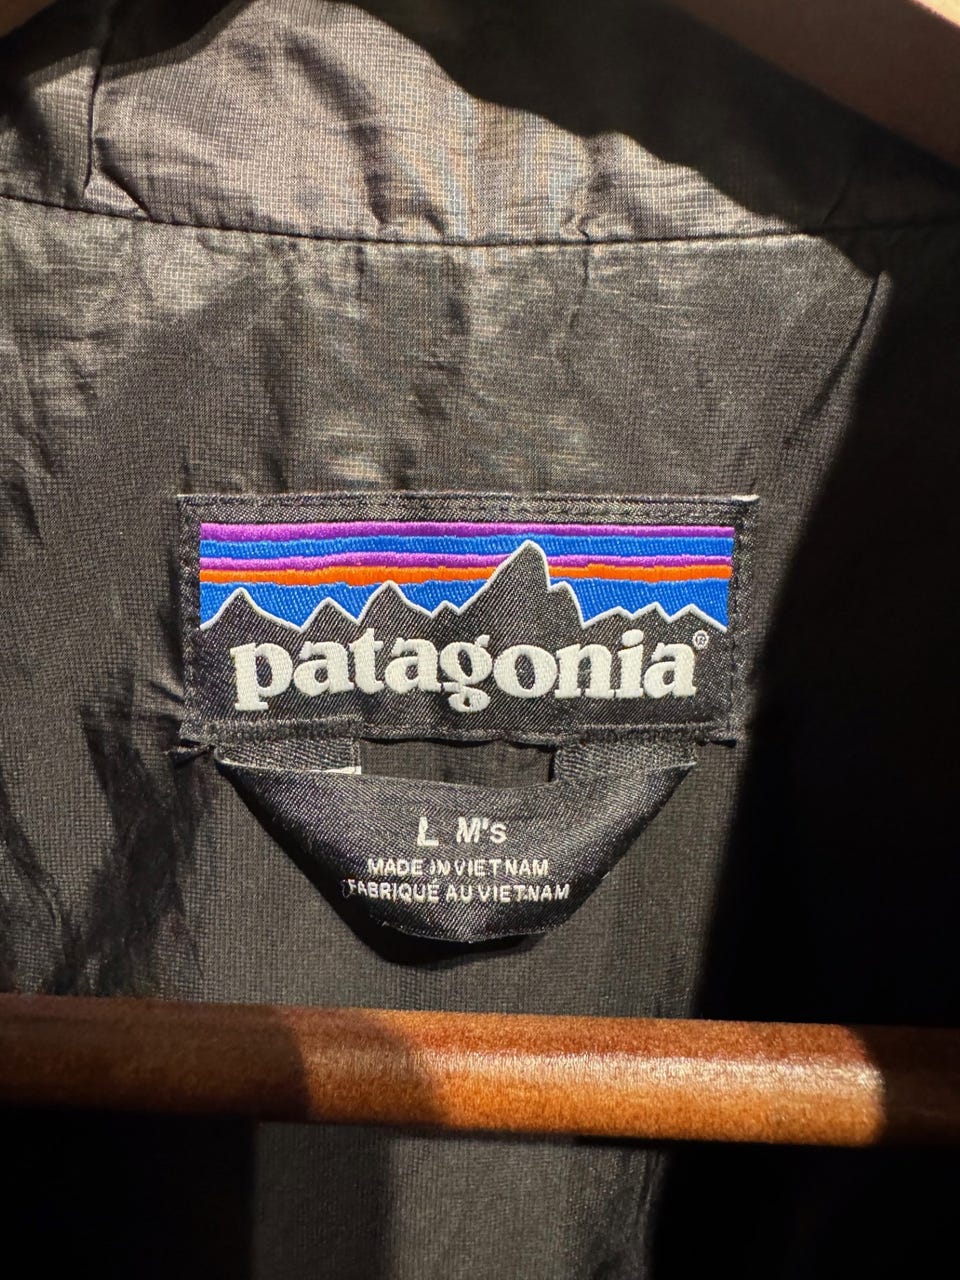 patagonia®
L M's
MADE IN VIETNAM
FABRIQUE AU VIETNAM